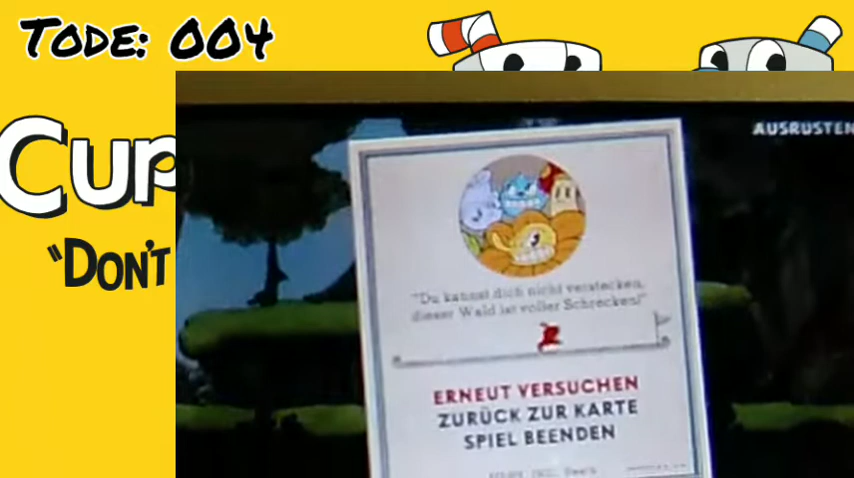 TODE: 004
CUP
"DON'T
AUSRÜSTEN
"Du kannst dich nicht verstecken,
dieser Wald ist voller Schrecken!"
ERNEUT VERSUCHEN
ZURÜCK ZUR KARTE
SPIEL BEENDEN